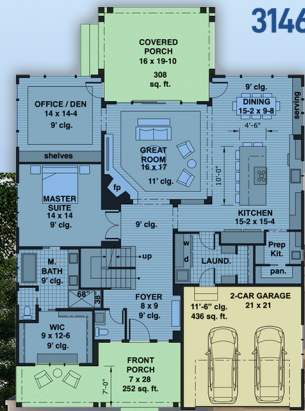 3146
COVERED
PORCH
16 x 19-10
308
sq. ft.
9' clg.
DINING
15-2 x 9-8
serving
4'-6"
OFFICE / DEN
14 x 14-4
9' clg.
shelves
GREAT
ROOM
16 x 17
11' clg.
fp
10'-0"
MASTER
SUITE
14 x 14
9' clg.
KITCHEN
15-2 x 15-4
9' clg.
w
d
LAUND.
Prep
Kit.
pan.
up
M.
BATH
9' clg.
68"
38"
FOYER
8 x 9
9' clg.
11'-6" clg.
436 sq. ft.
2-CAR GARAGE
21 x 21
WIC
9 x 12-6
9' clg.
FRONT
PORCH
7 x 28
252 sq. ft.
7'-0"